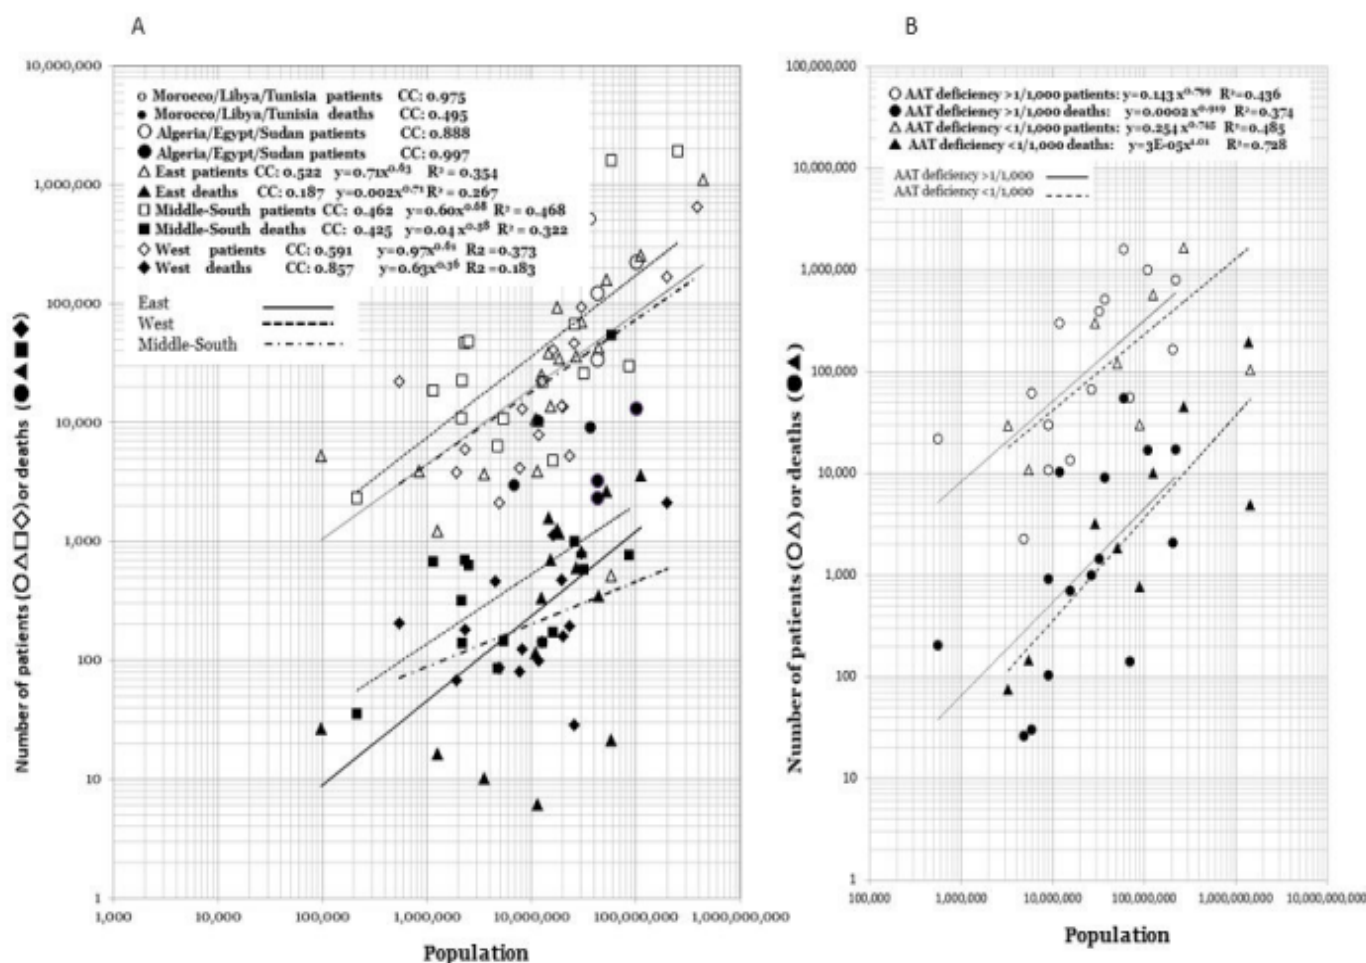 A
B
10,000,000
1,000,000
100,000
10,000
1,000
100
10
1
1,000
10,000
100,000
1,000,000
10,000,000
100,000,000
1,000,000,000
Population
Number of patients (○△□◇) or deaths (●▲■◆)
○ Morocco/Libya/Tunisia patients CC: 0.975
● Morocco/Libya/Tunisia deaths CC: 0.495
○ Algeria/Egypt/Sudan patients CC: 0.888
● Algeria/Egypt/Sudan patients CC: 0.997
△ East patients CC: 0.522 y=0.71x^0.63 R² = 0.354
▲ East deaths CC: 0.187 y=0.002x^0.71 R² = 0.267
□ Middle-South patients CC: 0.462 y=0.60x^0.68 R² = 0.468
■ Middle-South deaths CC: 0.425 y=0.04x^0.58 R² = 0.322
◇ West patients CC: 0.591 y=0.97x^0.61 R2 = 0.373
◆ West deaths CC: 0.857 y=0.63x^0.36 R2 = 0.183
East
West
Middle-South
100,000,000
10,000,000
1,000,000
100,000
10,000
1,000
100
10
1
100,000
1,000,000
10,000,000
100,000,000
1,000,000,000
10,000,000,000
Population
Number of patients (○△) or deaths (●▲)
○ AAT deficiency >1/1,000 patients: y=0.143x^0.799 R²=0.436
● AAT deficiency >1/1,000 deaths: y=0.0002x^0.919 R²=0.374
△ AAT deficiency <1/1,000 patients: y=0.254x^0.745 R²=0.485
▲ AAT deficiency <1/1,000 deaths: y=3E-05x^1.01 R²=0.728
AAT deficiency >1/1,000
AAT deficiency <1/1,000